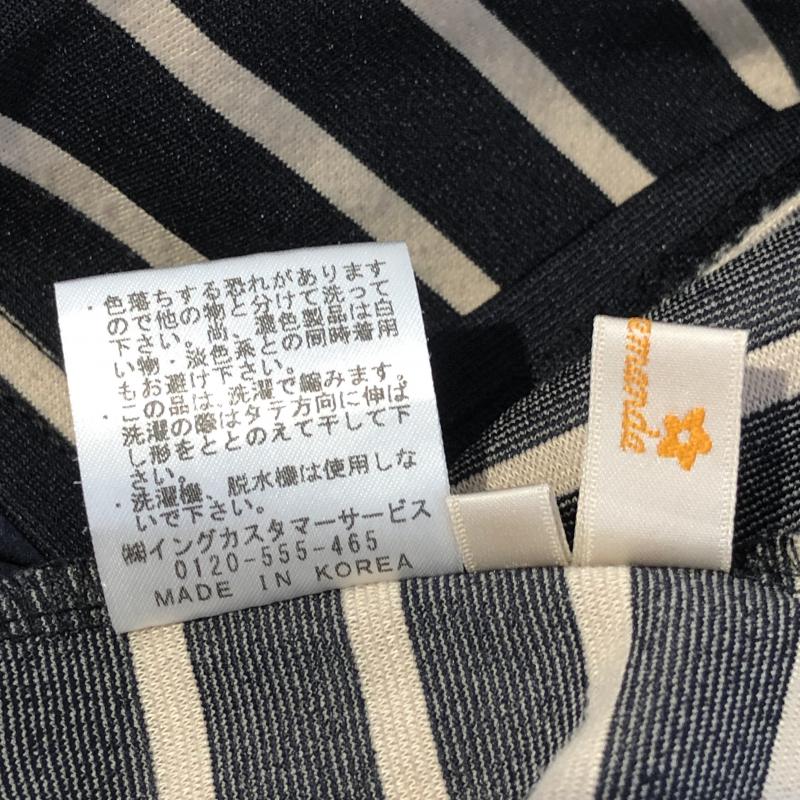 ・色落ちする恐れがあります
ので他の物と分けて洗って
下さい。尚、濃色製品は白
物・淡色系との同時着用
もお避け下さい。
・この品は、洗濯で縮みます。
洗濯の際はタテ方向に伸ば
し形をととのえて干して下
さい。
・洗濯機、脱水機は使用しな
いで下さい。
㈱イングカスタマーサービス
0120-555-465
MADE IN KOREA
emunda